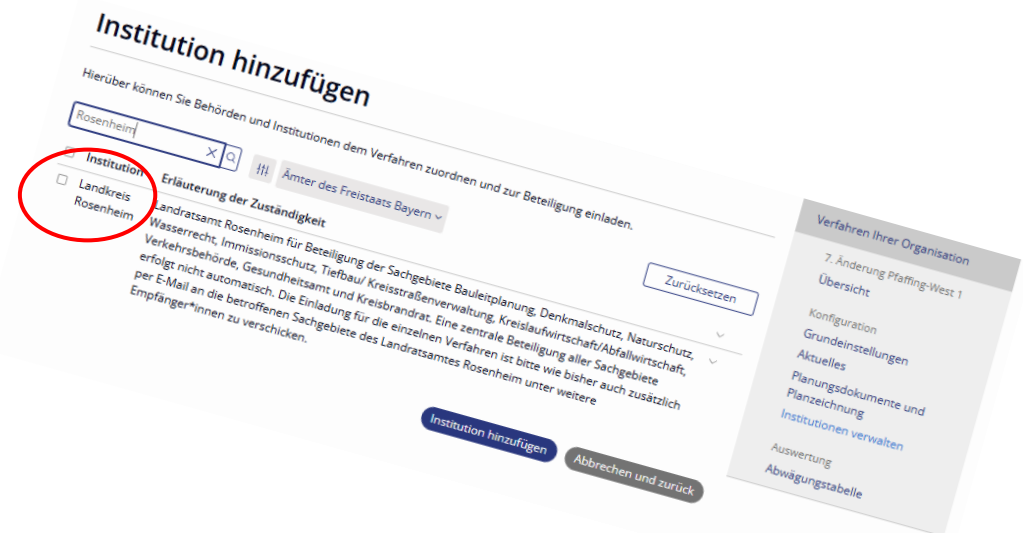 Institution hinzufügen
Hierüber können Sie Behörden und Institutionen dem Verfahren zuordnen und zur Beteiligung einladen.
Rosenheim
Ämter des Freistaats Bayern
Zurücksetzen
Institution
Erläuterung der Zuständigkeit
Landkreis
Rosenheim
Landratsamt Rosenheim für Beteiligung der Sachgebiete Bauleitplanung, Denkmalschutz, Naturschutz,
Wasserrecht, Immissionsschutz, Tiefbau/ Kreisstraßenverwaltung, Kreislaufwirtschaft/Abfallwirtschaft,
Verkehrsbehörde, Gesundheitsamt und Kreisbrandrat. Eine zentrale Beteiligung aller Sachgebiete
erfolgt nicht automatisch. Die Einladung für die einzelnen Verfahren ist bitte wie bisher auch zusätzlich
per E-Mail an die betroffenen Sachgebiete des Landratsamtes Rosenheim unter weitere
Empfänger*innen zu verschicken.
Institution hinzufügen
Abbrechen und zurück
Verfahren Ihrer Organisation
7. Änderung Pfaffing-West 1
Übersicht
Konfiguration
Grundeinstellungen
Aktuelles
Planungsdokumente und
Planzeichnung
Institutionen verwalten
Auswertung
Abwägungstabelle